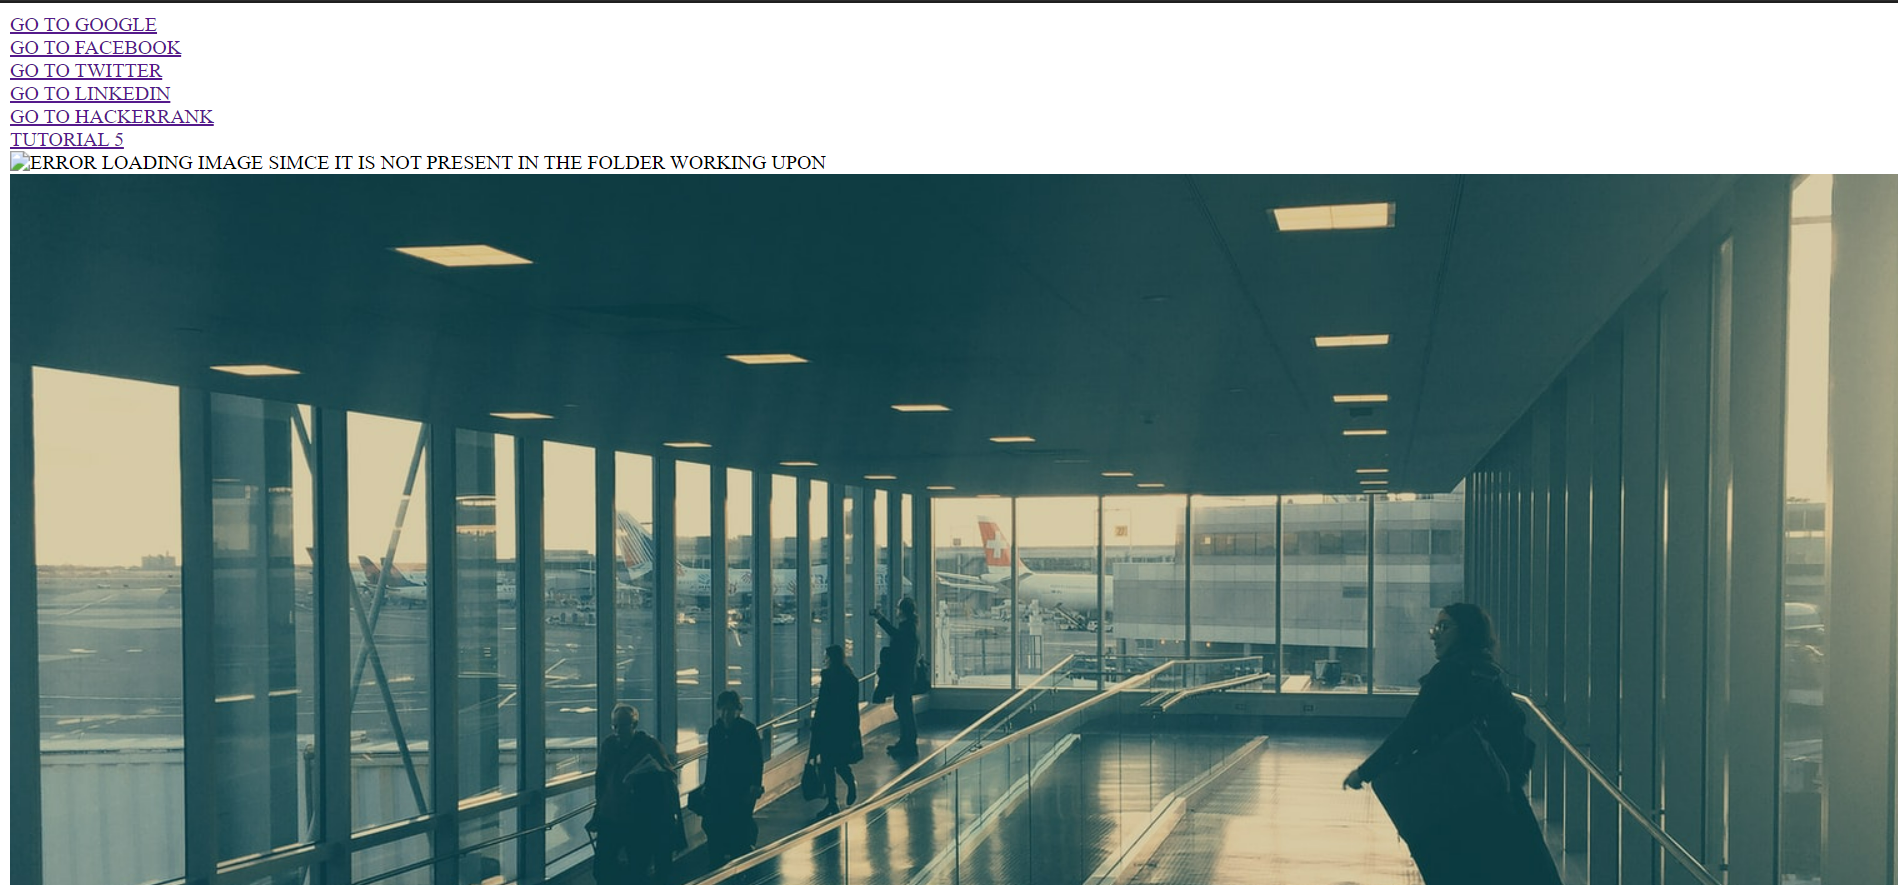 GO TO GOOGLE
GO TO FACEBOOK
GO TO TWITTER
GO TO LINKEDIN
GO TO HACKERRANK
TUTORIAL 5
ERROR LOADING IMAGE SIMCE IT IS NOT PRESENT IN THE FOLDER WORKING UPON